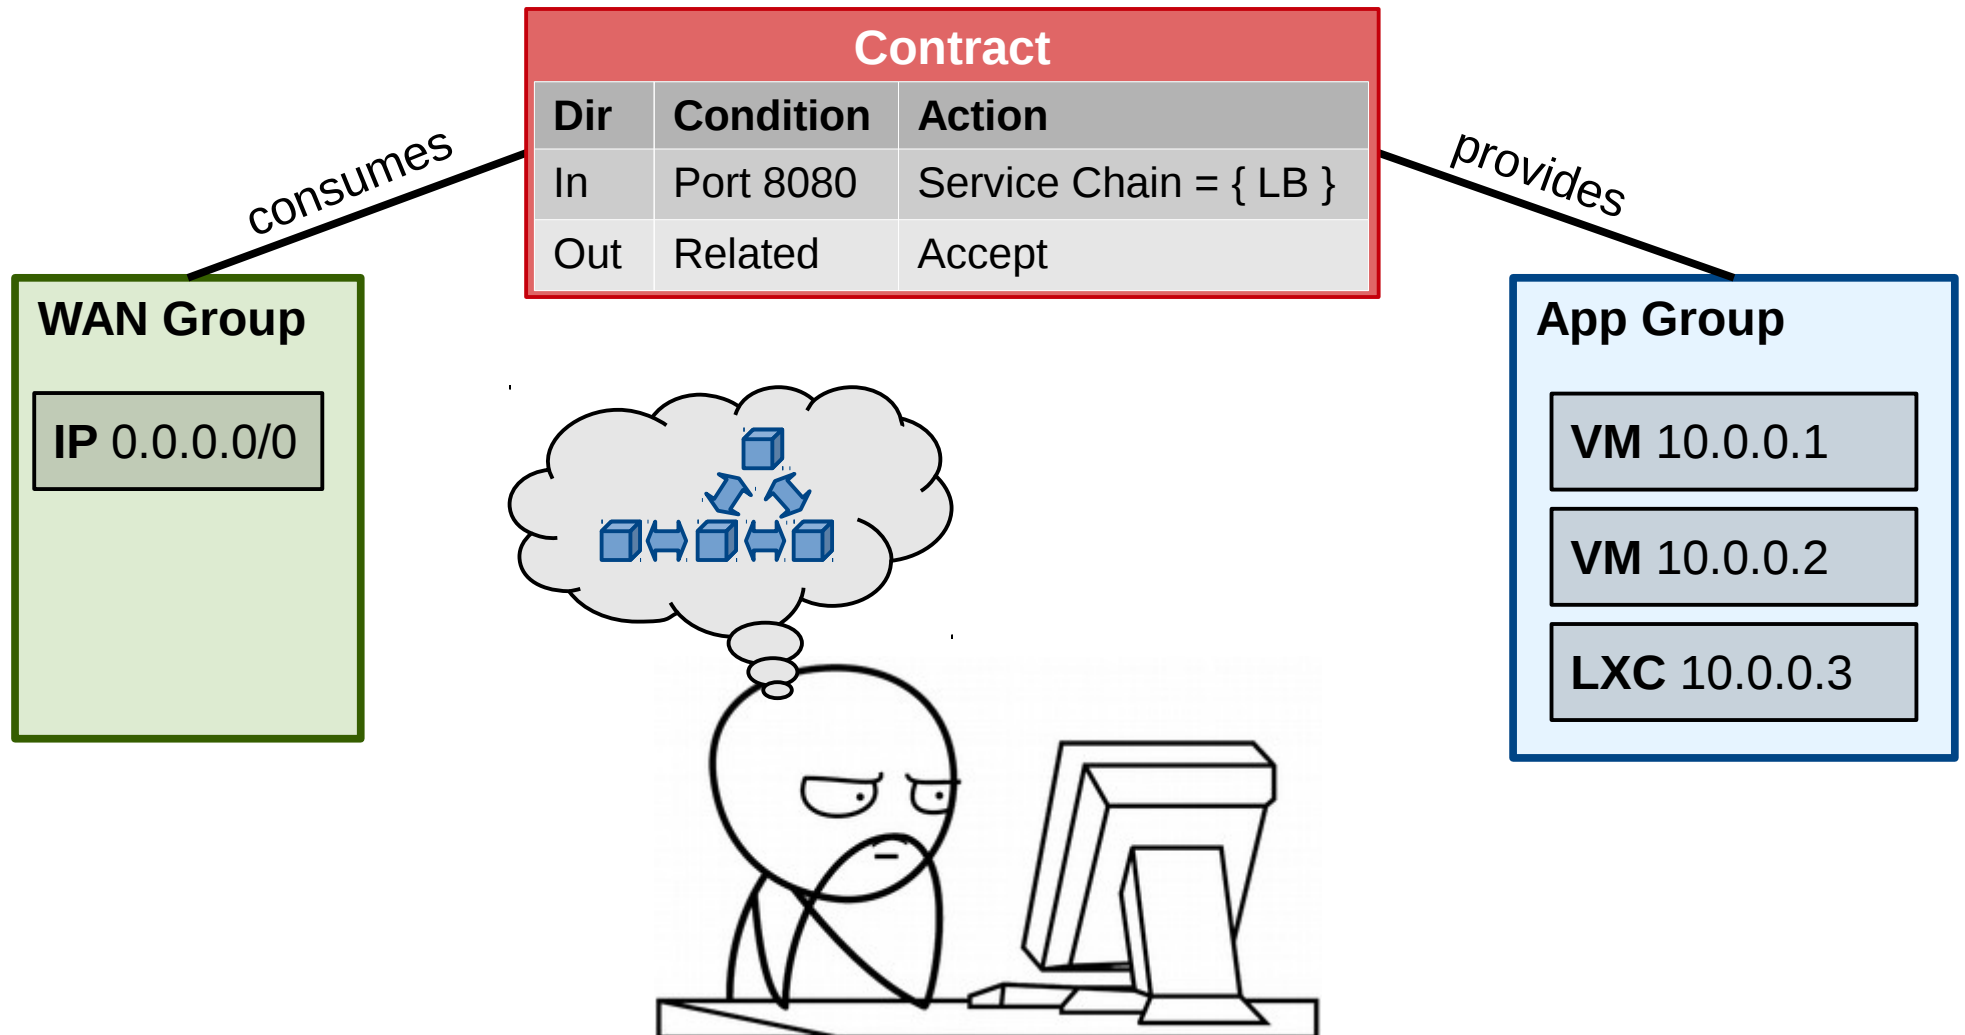 Contract
Dir Condition Action
In Port 8080 Service Chain = { LB }
Out Related Accept
consumes
provides
WAN Group
IP 0.0.0.0/0
App Group
VM 10.0.0.1
VM 10.0.0.2
LXC 10.0.0.3